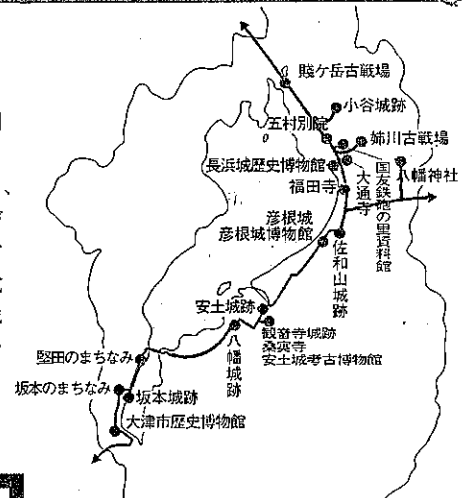 賤ケ岳古戦場
小谷城跡
五村別院
姉川古戦場
長浜城歴史博物館
国友鉄砲の里資料館
大通寺
八幡神社
福田寺
彦根城
彦根城博物館
佐和山城跡
安土城跡
観音寺城跡
桑実寺
安土城考古博物館
八幡城跡
堅田のまちなみ
坂本のまちなみ
坂本城跡
大津市歴史博物館